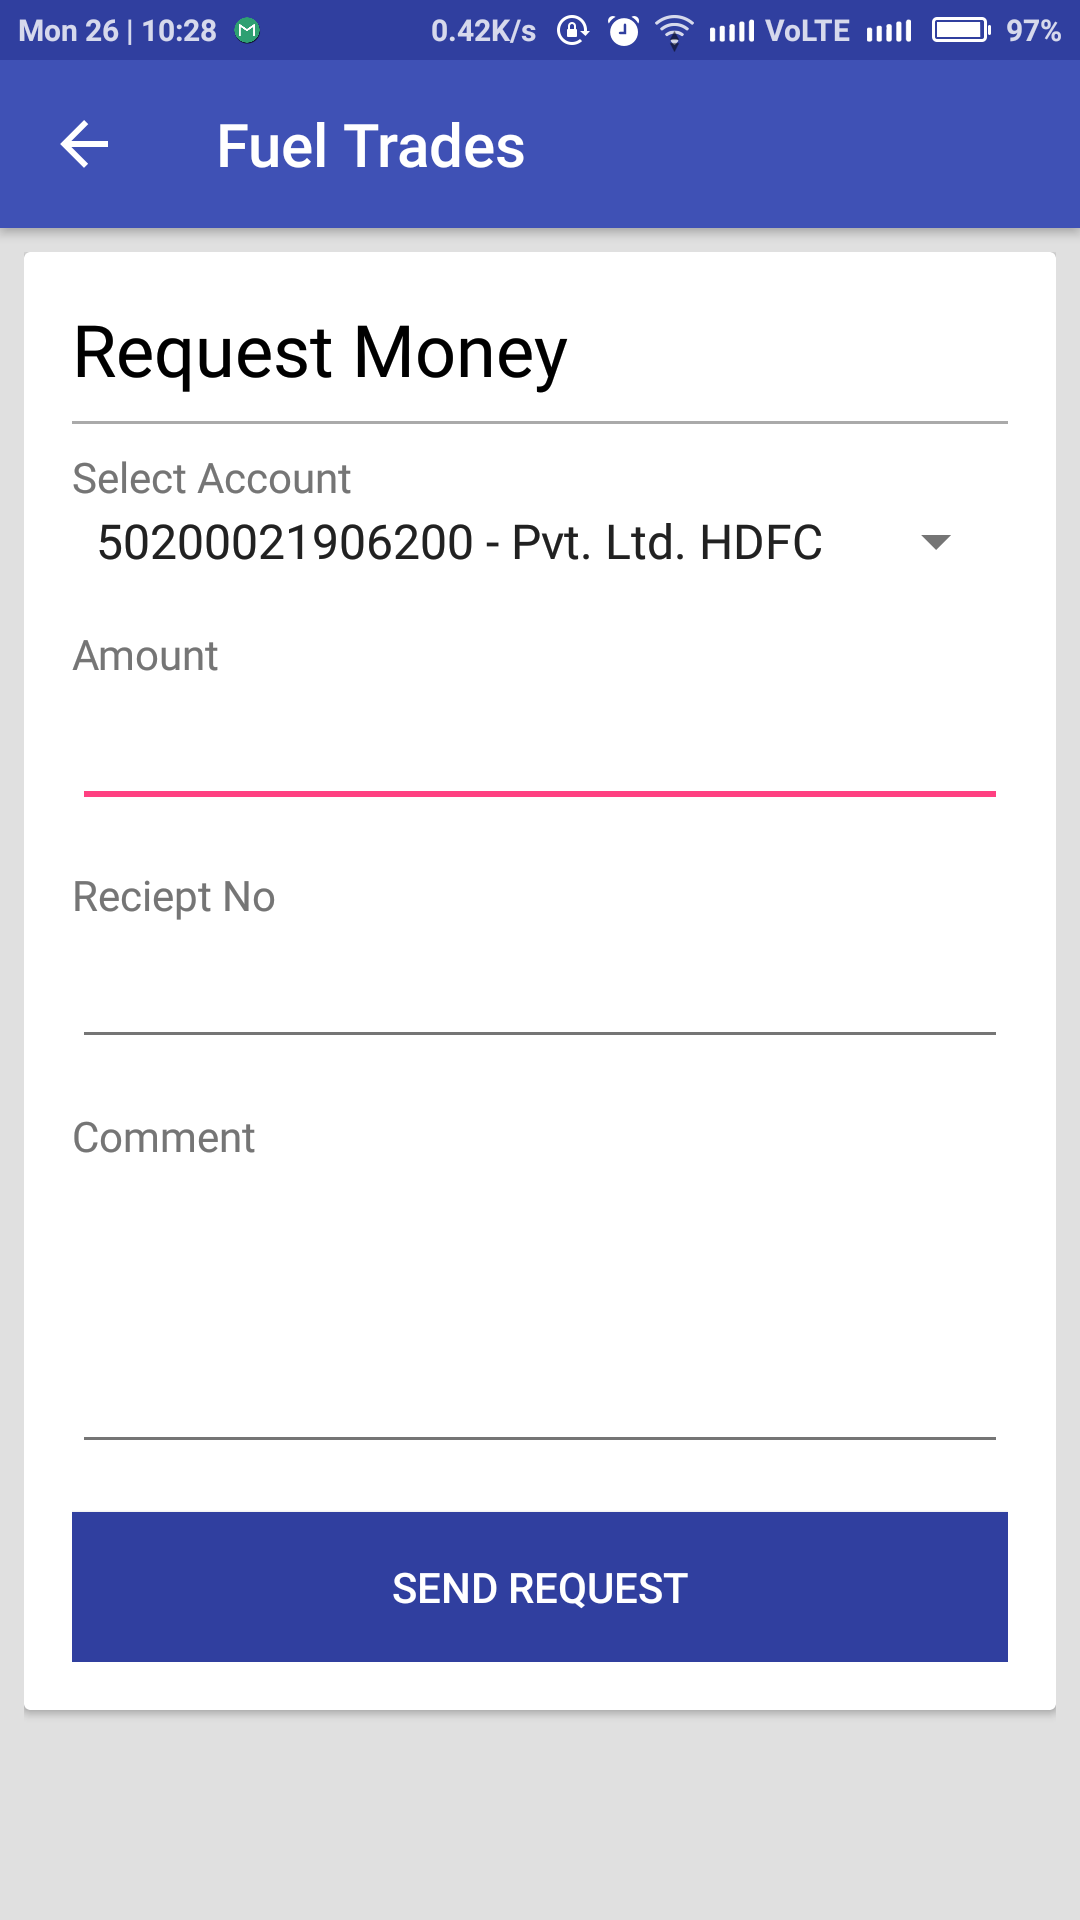 Mon 26 | 10:28 0.42K/s VoLTE 97%
Fuel Trades
Request Money
Select Account
50200021906200 - Pvt. Ltd. HDFC
Amount
Reciept No
Comment
SEND REQUEST